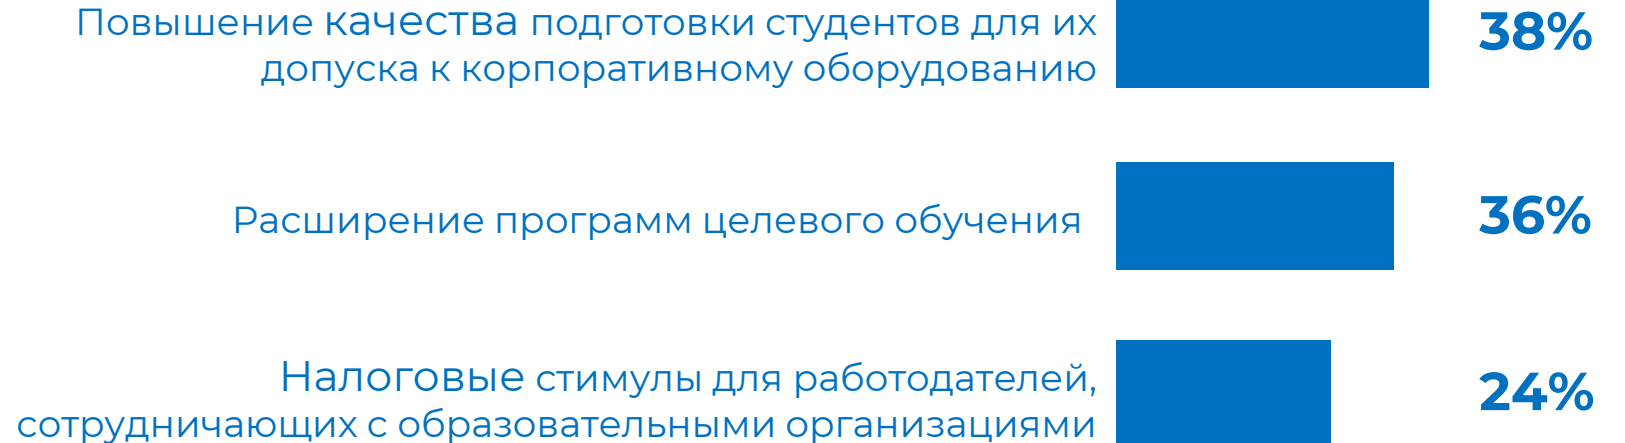 Повышение качества подготовки студентов для их
допуска к корпоративному оборудованию
38%
Расширение программ целевого обучения
36%
Налоговые стимулы для работодателей,
сотрудничающих с образовательными организациями
24%